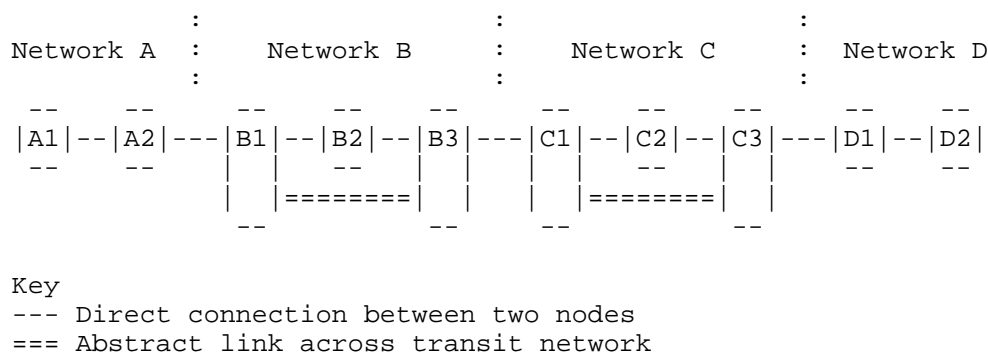 :                         :                         :
Network A  :      Network B       :      Network C       :   Network D
                :                         :                         :
 --     --      --     --     --      --     --     --      --     --
|A1|--|A2|---|B1|--|B2|--|B3|---|C1|--|C2|--|C3|---|D1|--|D2|
 --     --    |  |   --   |  |    |  |   --   |  |    --     --
              |  |========|  |    |  |========|  |
               --          --      --          --
Key
--- Direct connection between two nodes
=== Abstract link across transit network